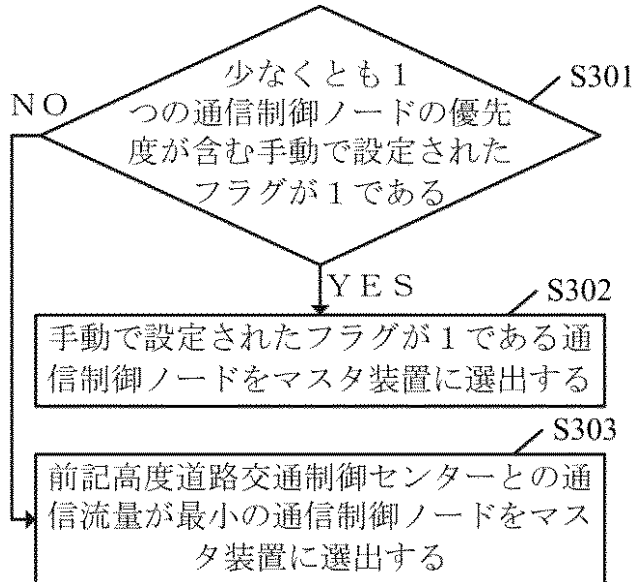 少なくとも１
つの通信制御ノードの優先
度が含む手動で設定された
フラグが１である
S301
ＮＯ
ＹＥＳ
S302
手動で設定されたフラグが１である通
信制御ノードをマスタ装置に選出する
S303
前記高度道路交通制御センターとの通
信流量が最小の通信制御ノードをマス
タ装置に選出する